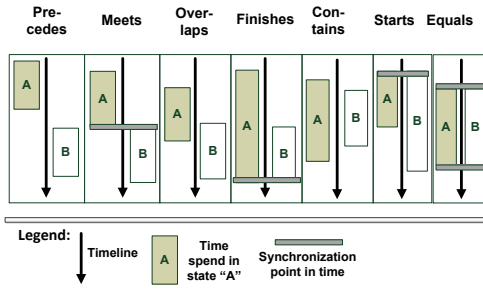 Pre-
cedes
Meets
Over-
laps
Finishes
Con-
tains
Starts
Equals
A
B
A
B
A
B
A
B
A
B
A
B
A
B
Legend:
Timeline
A
Time
spend in
state “A”
Synchronization
point in time